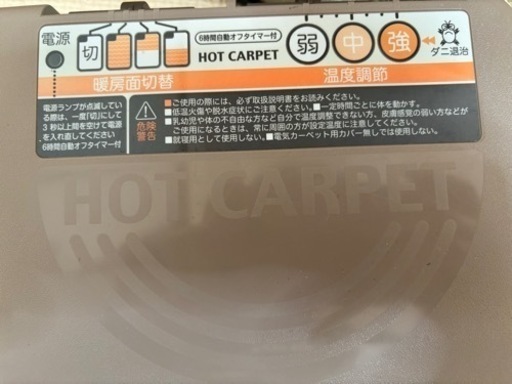 電源
切
6時間自動オフタイマー付
HOT CARPET
弱 中 強
ダニ退治
暖房面切替
温度調節
電源ランプが点滅してい
る際は、一度「切」にして
3秒以上間を空けて電源
を入れ直してください。
6時間自動オフタイマー付
危険
警告
■ご使用の際には、必ず取扱説明書をお読みください。
■低温火傷や脱水症状にご注意ください。■一定時間ごとに体を動かす。
■乳幼児や体の不自由な方など自分で温度調整できない方、皮膚感覚の弱い方などが
ご使用になるときは、常に周囲の方が設定温度に注意してください。
■就寝用として使用しない。■電気カーペット用カバー無しでは使用しない。
HOT CARPET